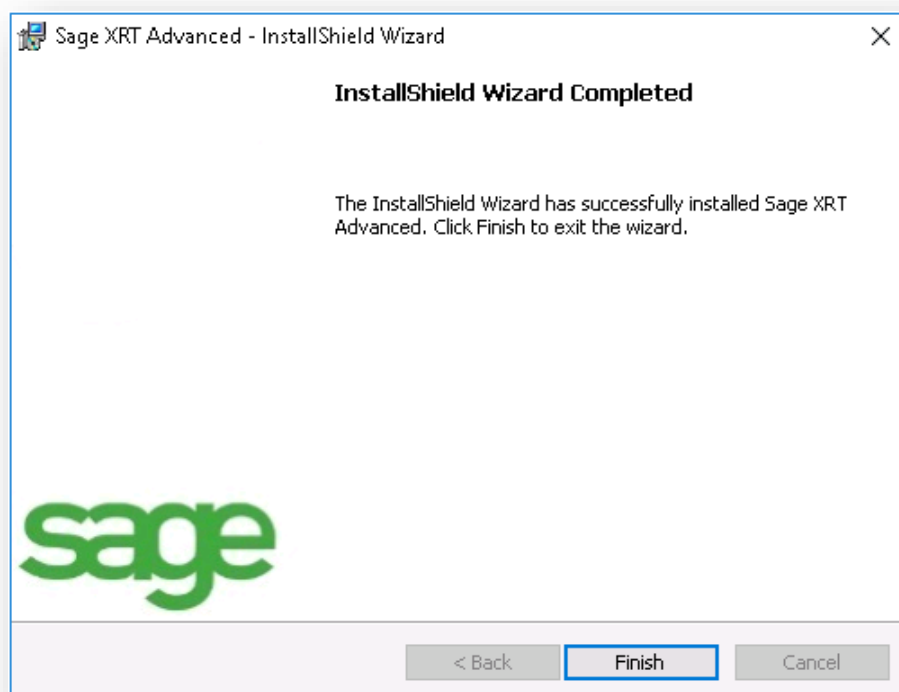 Sage XRT Advanced - InstallShield Wizard
InstallShield Wizard Completed
The InstallShield Wizard has successfully installed Sage XRT
Advanced. Click Finish to exit the wizard.
sage
< Back
Finish
Cancel